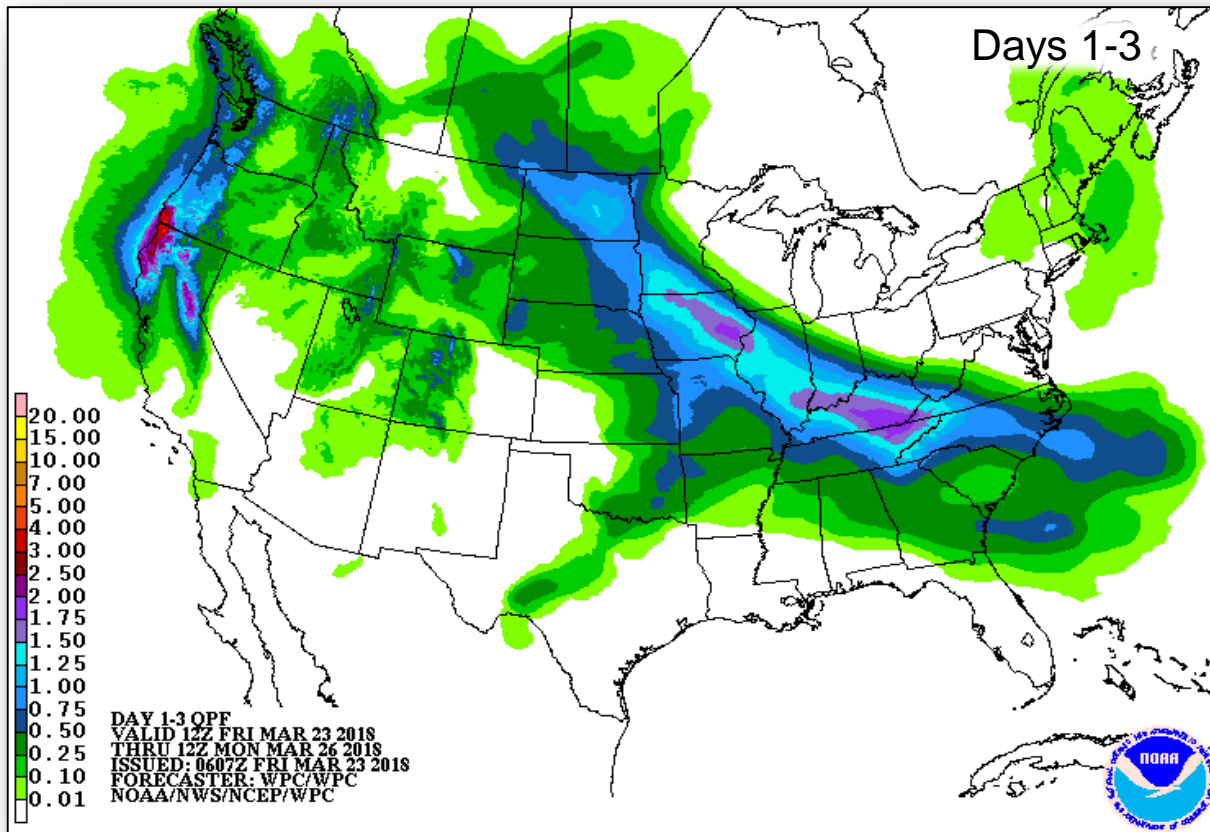 Days 1-3
20.00
15.00
10.00
7.00
5.00
4.00
3.00
2.50
2.00
1.75
1.50
1.25
1.00
0.75
0.50
0.25
0.10
0.01
DAY 1-3 QPF
VALID 12Z FRI MAR 23 2018
THRU 12Z MON MAR 26 2018
ISSUED: 0607Z FRI MAR 23 2018
FORECASTER: WPC/WPC
NOAA/NWS/NCEP/WPC
NOAA